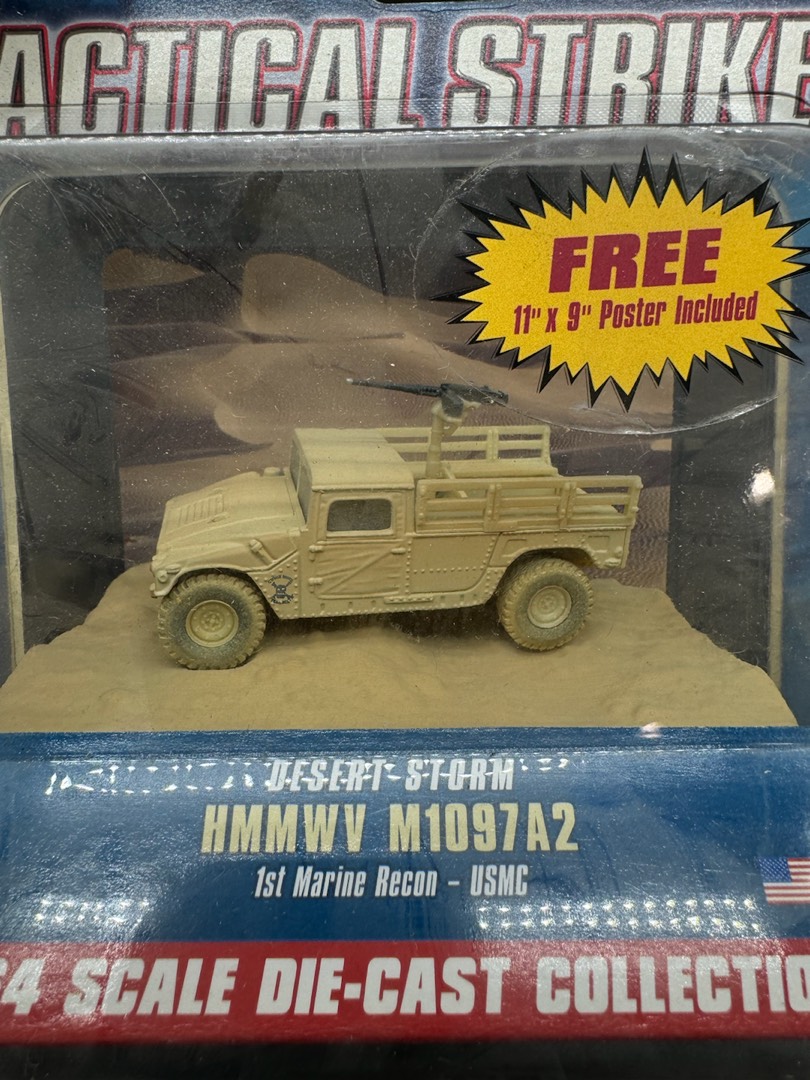 ACTICAL STRIKE
FREE
11" x 9" Poster Included
DESERT STORM
HMMWV M1097A2
1st Marine Recon - USMC
64 SCALE DIE-CAST COLLECTIO